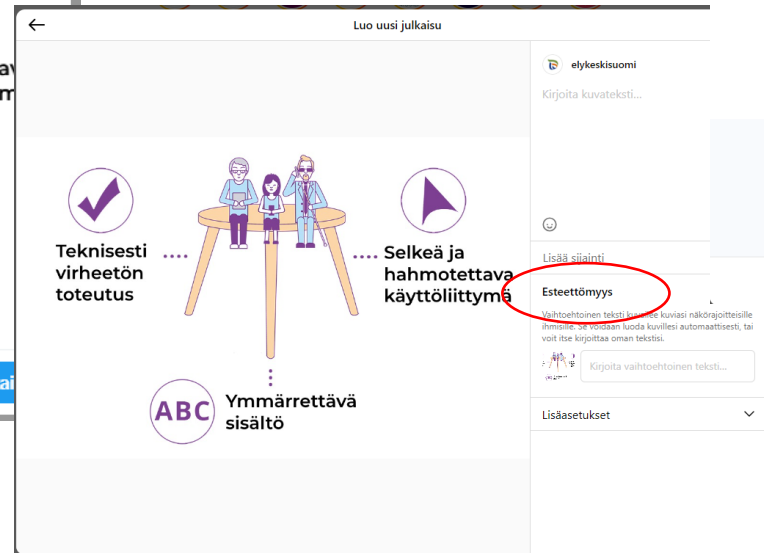 Luo uusi julkaisu
elykeskisuomi
Kirjoita kuvateksti...
Teknisesti
virheetön
toteutus
Selkeä ja
hahmotettava
käyttöliittymä
ABC
Ymmärrettävä
sisältö
Lisää sijainti
Esteettömyys
Vaihtoehtoinen teksti kuvailee kuviasi näkörajoitteisille
ihmisille. Se voidaan luoda kuvillesi automaattisesti, tai
voit itse kirjoittaa oman tekstisi.
Kirjoita vaihtoehtoinen teksti...
Lisäasetukset